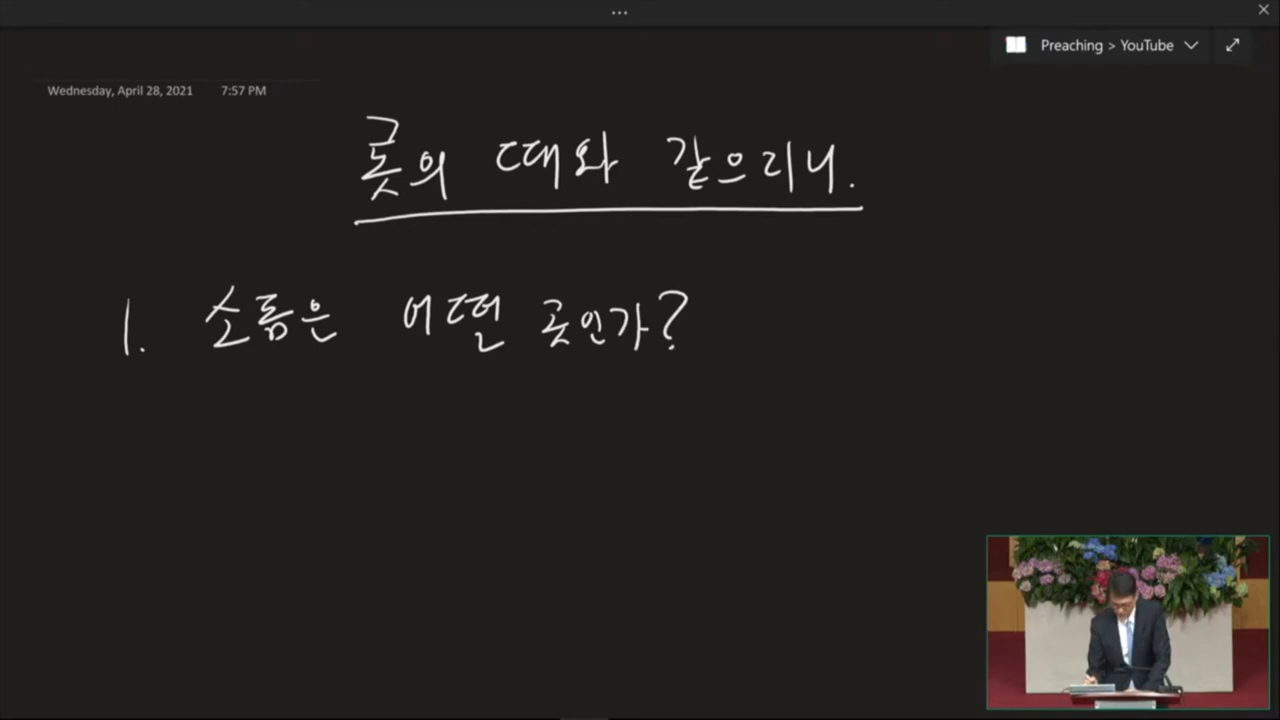 ...
Preaching > YouTube
Wednesday, April 28, 2021 7:57 PM
롯의 때와 같으리니.
1. 소돔은 어떤 곳인가?